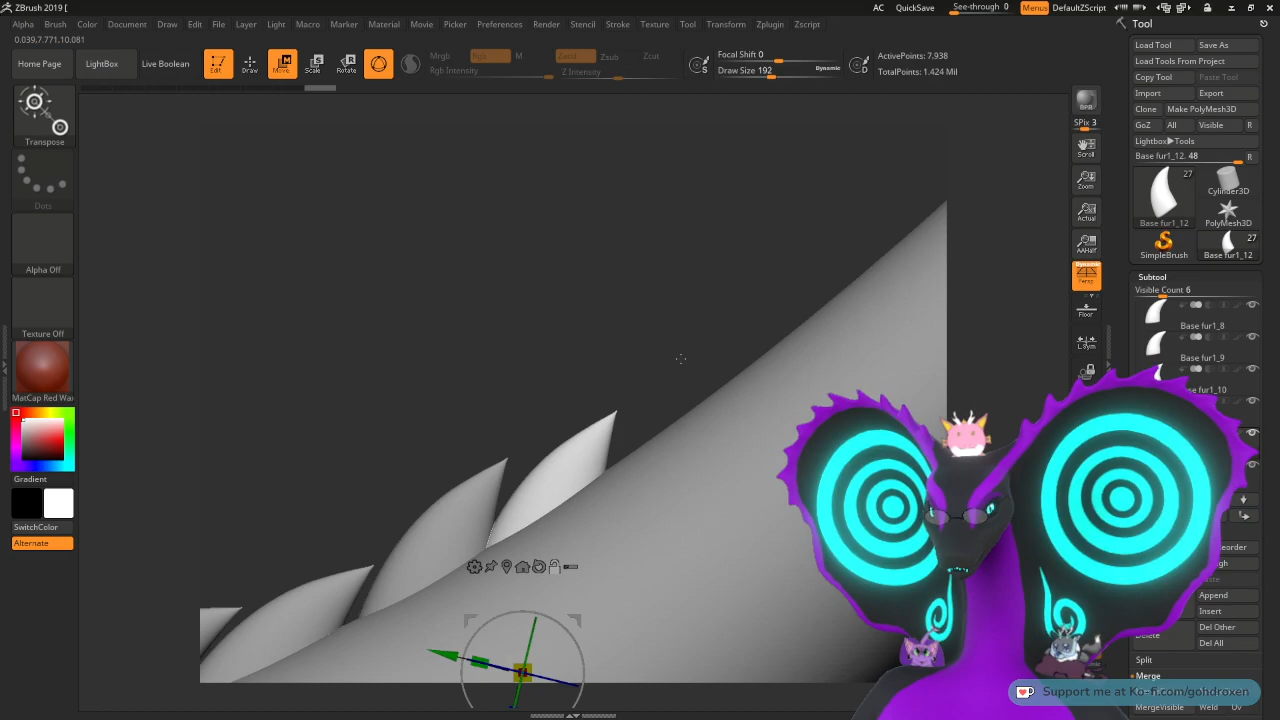 ZBrush 2019 [
AC
QuickSave
See-through 0
Menus
DefaultZScript
Alpha Brush Color Document Draw Edit File Layer Light Macro Marker Material Movie Picker Preferences Render Stencil Stroke Texture Tool Transform Zplugin Zscript
0.039,7.771,10.081
Home Page
LightBox
Live Boolean
Edit
Draw
Move
Scale
Rotate
Mrgb
Rgb
M
Rgb Intensity
Zadd
Zsub
Zcut
Z Intensity
Focal Shift 0
Draw Size 192
Dynamic
ActivePoints: 7,938
TotalPoints: 1.424 Mil
Transpose
Dots
Alpha Off
Texture Off
MatCap Red Wax
Gradient
SwitchColor
Alternate
BPR
SPix 3
Scroll
Zoom
Actual
AAHalf
Dynamic
Persp
Floor
L.Sym
Tool
Load Tool
Save As
Load Tools From Project
Copy Tool
Paste Tool
Import
Export
Clone
Make PolyMesh3D
GoZ
All
Visible
R
Lightbox▶Tools
Base fur1_12. 48
R
27
Cylinder3D
Base fur1_12
PolyMesh3D
27
SimpleBrush
Base fur1_12
Subtool
Visible Count 6
Base fur1_8
Base fur1_9
Append
Insert
Delete
Del Other
Del All
Split
Merge
Support me at Ko-fi.com/gohdroxen
MergeVisible
Weld
Uv